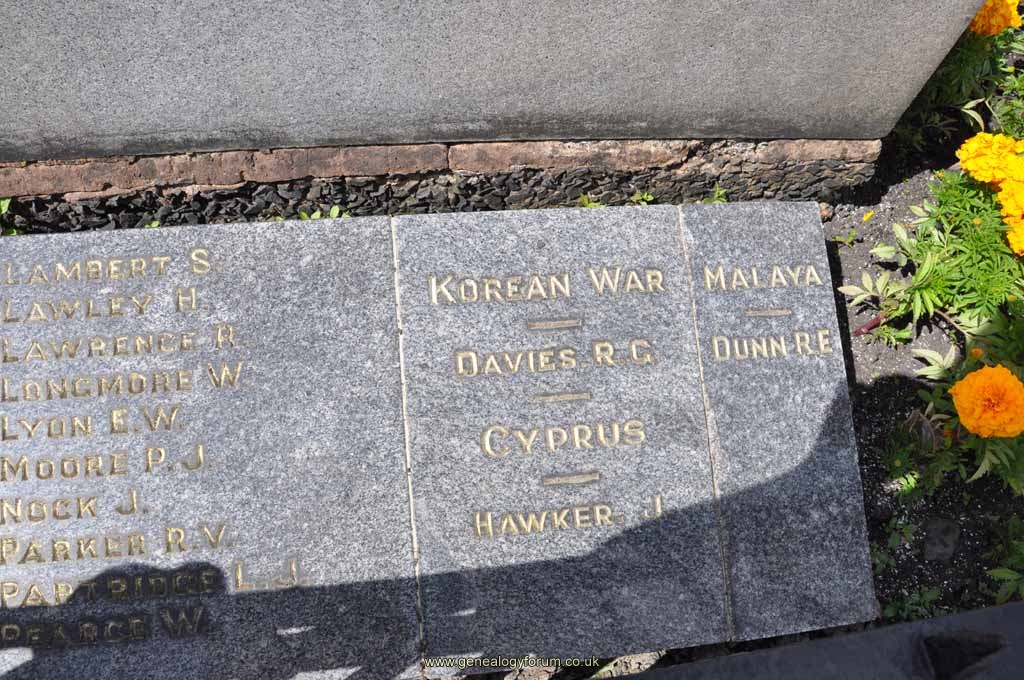 LAMBERT S.
LAWLEY H.
LAWRENCE R.
LONGMORE W.
LYON E.W.
MOORE P.J.
NOCK J.
PARKER R.V.
PARTRIDGE L.J.
PEARCE W.
KOREAN WAR
DAVIES. R.G.
CYPRUS
HAWKER. J.
MALAYA
DUNN R.E
www.genealogyforum.co.uk